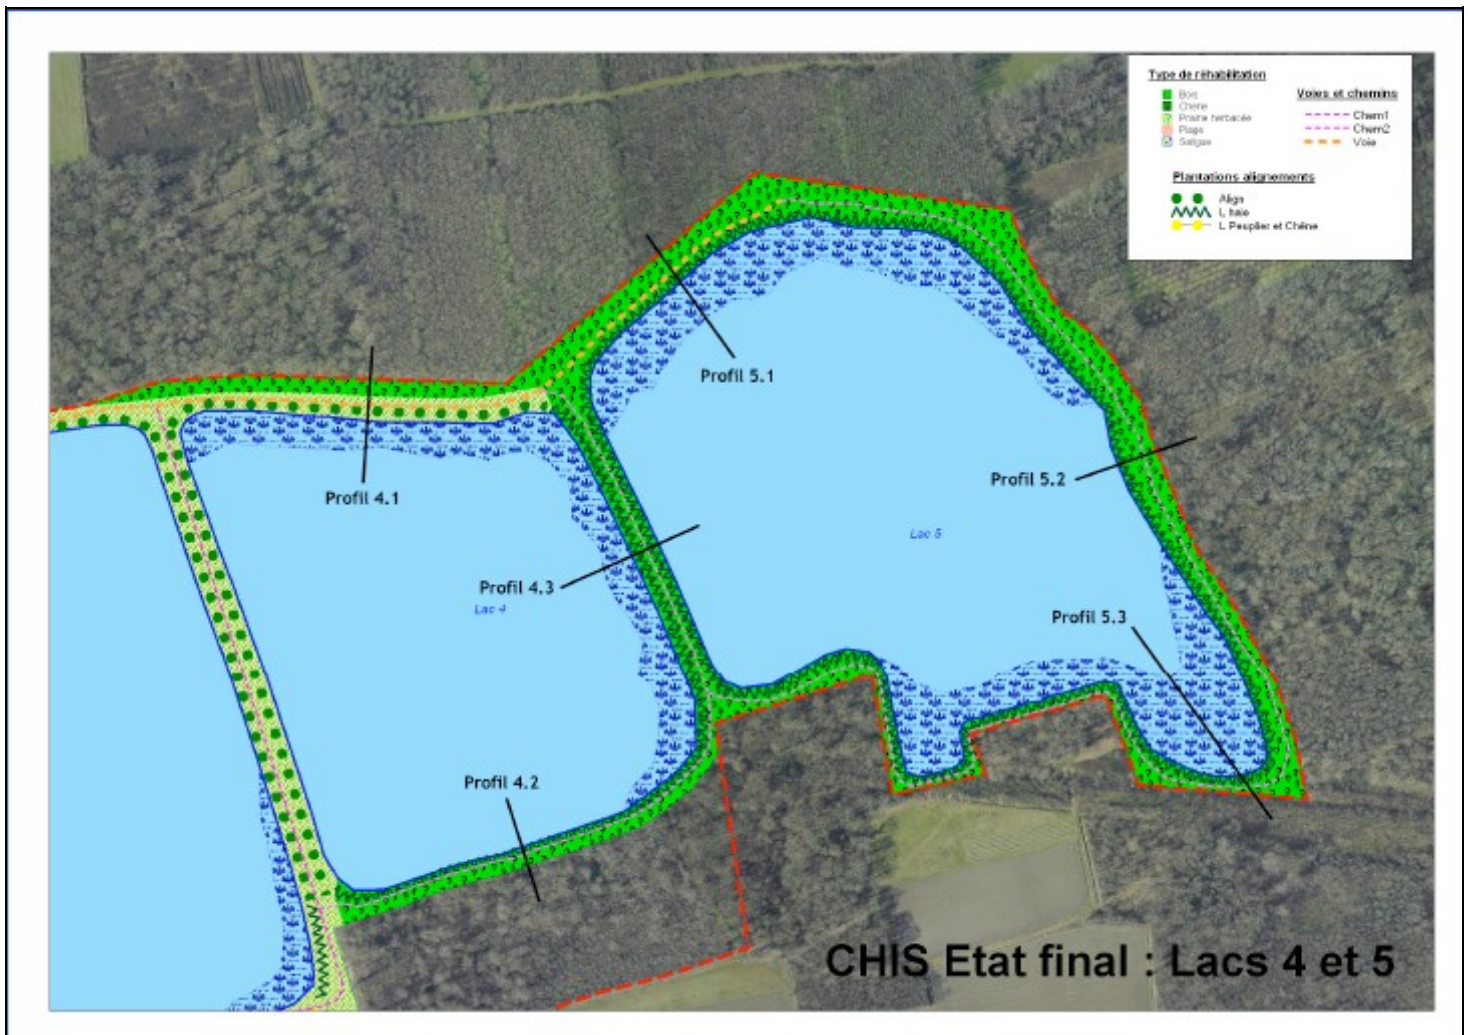 Type de réhabilitation
Bois
Chene
Prairie herbacée
Plage
Saligue
Voies et chemins
Chem1
Chem2
Voie
Plantations alignements
Align
L haie
L Peuplier et Chêne
Profil 5.1
Profil 4.1
Profil 5.2
Lac 5
Profil 4.3
Lac 4
Profil 5.3
Profil 4.2
CHIS Etat final : Lacs 4 et 5